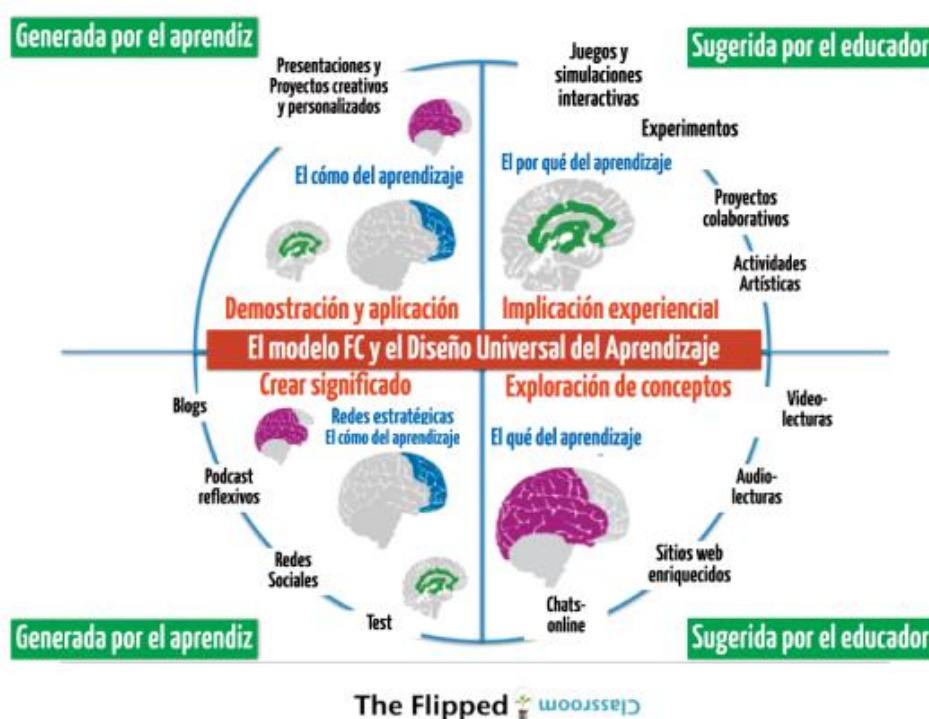 Generada por el aprendiz
Sugerida por el educador
Presentaciones y
Proyectos creativos
y personalizados
Juegos y
simulaciones
interactivas
Experimentos
El cómo del aprendizaje
El por qué del aprendizaje
Proyectos
colaborativos
Actividades
Artísticas
Demostración y aplicación
Implicación experiencial
El modelo FC y el Diseño Universal del Aprendizaje
Crear significado
Exploración de conceptos
Blogs
Redes estratégicas
El cómo del aprendizaje
El qué del aprendizaje
Video-
lecturas
Podcast
reflexivos
Audio-
lecturas
Redes
Sociales
Sitios web
enriquecidos
Test
Chats-
online
Generada por el aprendiz
Sugerida por el educador
The Flipped Classroom